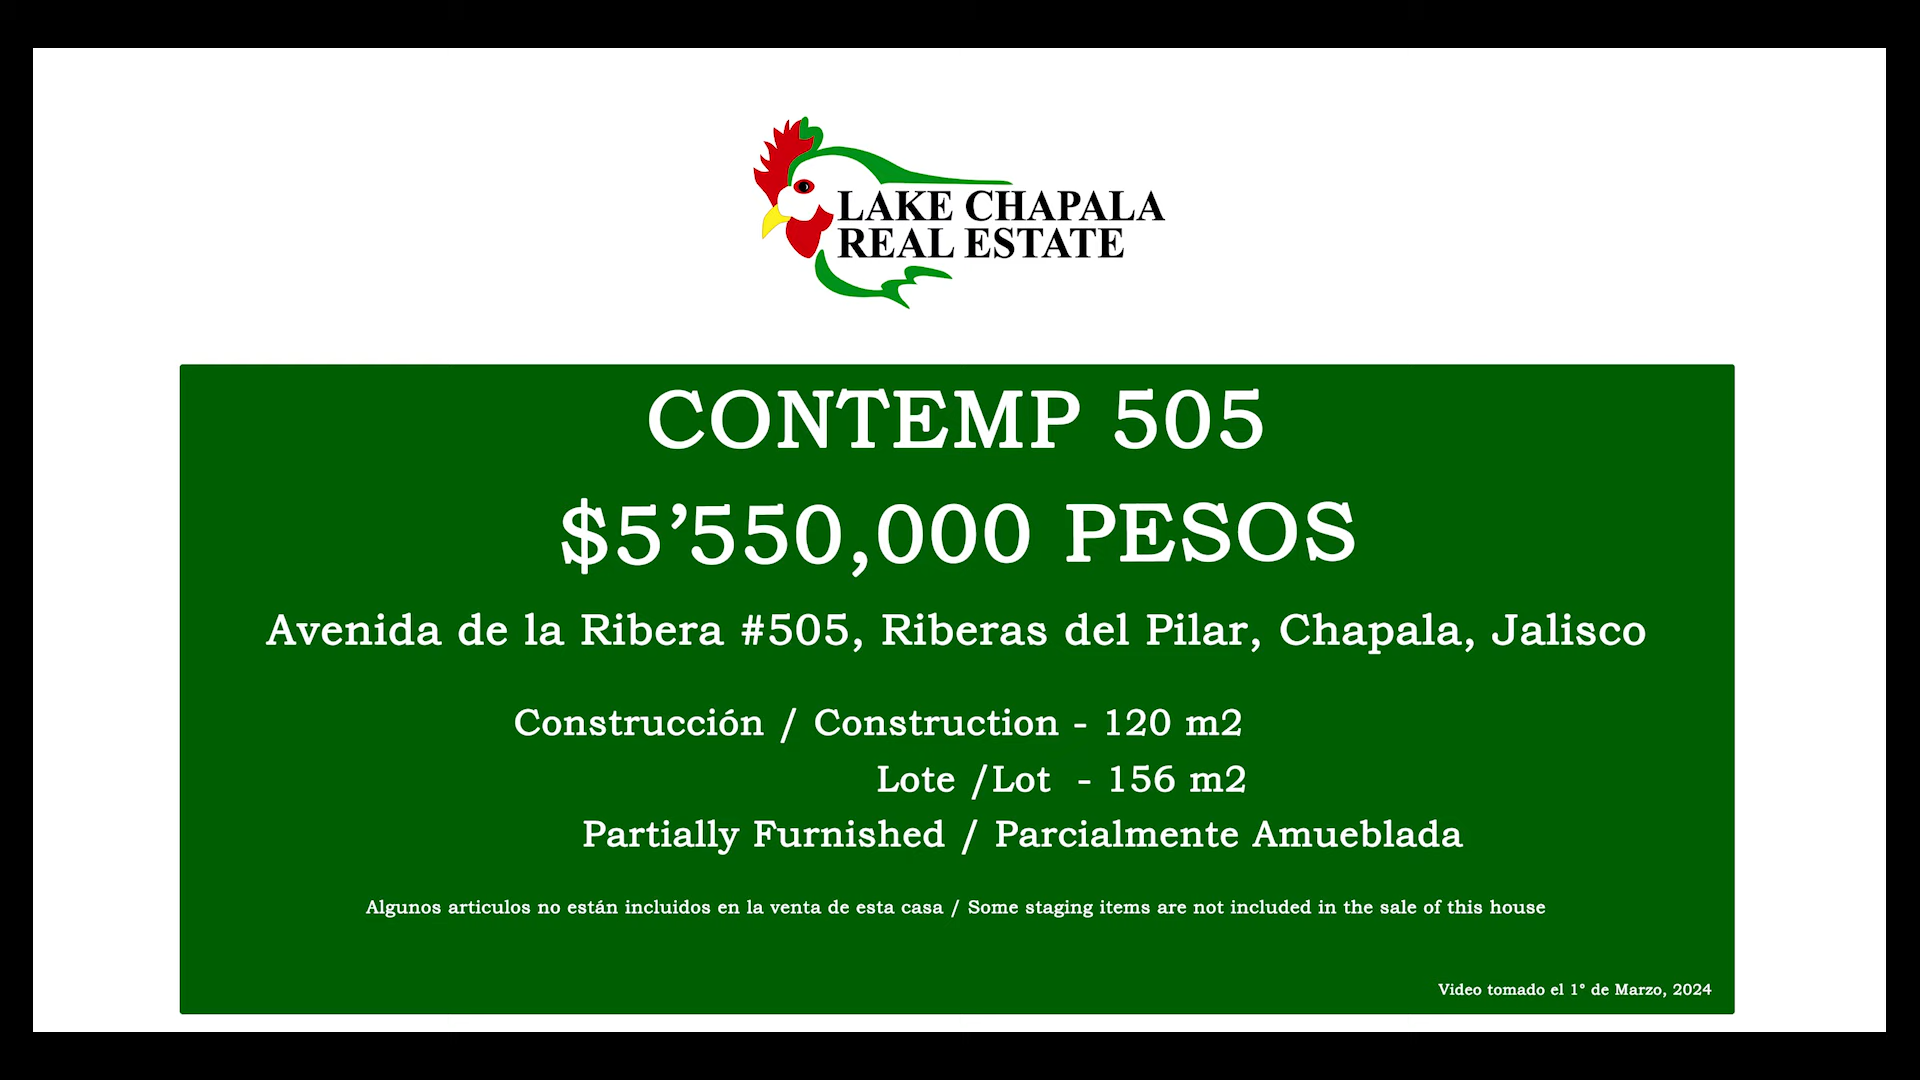 LAKE CHAPALA
REAL ESTATE
CONTEMP 505
$5’550,000 PESOS
Avenida de la Ribera #505, Riberas del Pilar, Chapala, Jalisco
Construcción / Construction - 120 m2
Lote /Lot - 156 m2
Partially Furnished / Parcialmente Amueblada
Algunos articulos no están incluidos en la venta de esta casa / Some staging items are not included in the sale of this house
Video tomado el 1° de Marzo, 2024